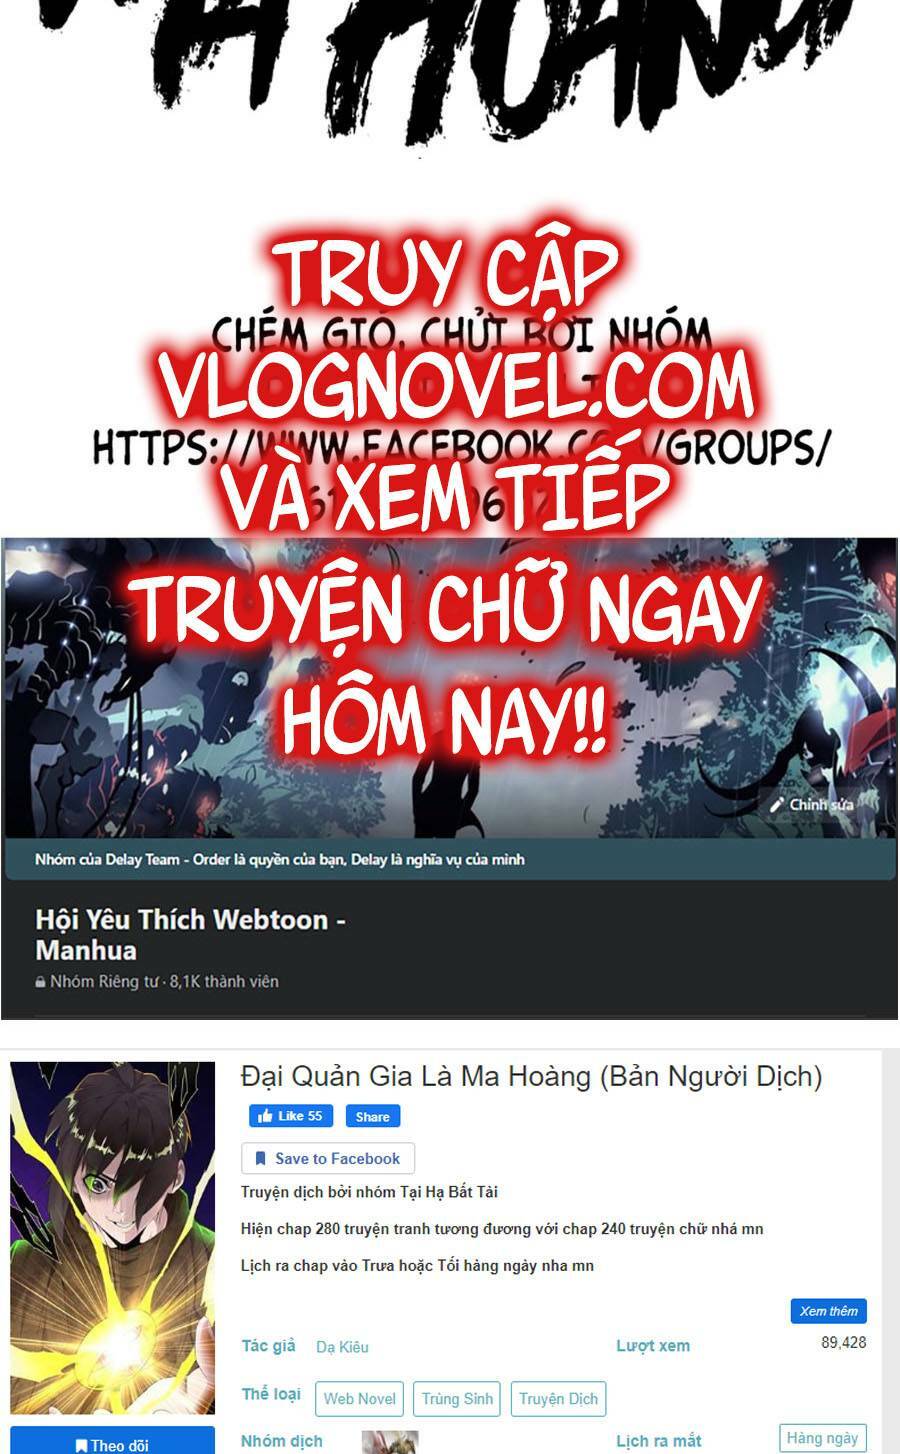 MA HOÀNG
TRUY CẬP
CHÉM GIÓ, CHỬI BỞI NHÓM
VLOGNOVEL.COM
HTTPS://WWW.FACEBOOK.COM/GROUPS/
VÀ XEM TIẾP
TRUYỆN CHỮ NGAY
HÔM NAY!!
Chỉnh sửa
Nhóm của Delay Team - Order là quyền của bạn, Delay là nghĩa vụ của mình
Hội Yêu Thích Webtoon -
Manhua
Nhóm Riêng tư · 8,1K thành viên
Đại Quản Gia Là Ma Hoàng (Bản Người Dịch)
Like 55 Share
Save to Facebook
Truyện dịch bởi nhóm Tại Hạ Bất Tài
Hiện chap 280 truyện tranh tương đương với chap 240 truyện chữ nhá mn
Lịch ra chap vào Trưa hoặc Tối hàng ngày nha mn
Xem thêm
Tác giả Dạ Kiêu Lượt xem 89,428
Thể loại Web Novel Trùng Sinh Truyện Dịch
Theo dõi Nhóm dịch Lịch ra mắt Hàng ngày